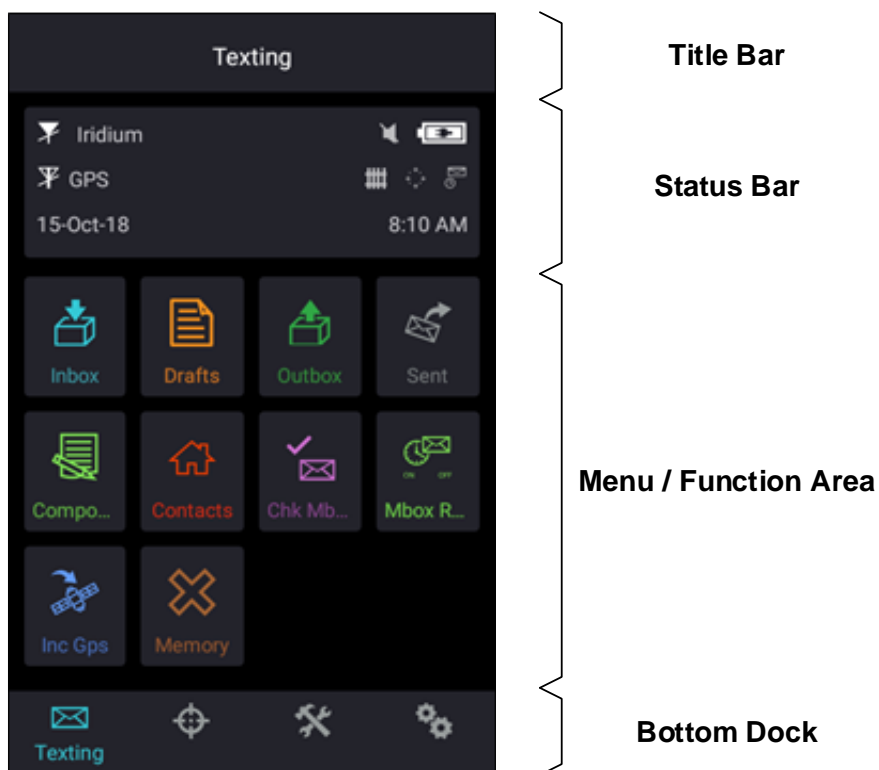 Texting
Title Bar
Iridium
GPS
15-Oct-18 8:10 AM
Status Bar
Inbox Drafts Outbox Sent
Compo... Contacts Chk Mb... ON OFF Mbox R...
Inc Gps Memory
Menu / Function Area
Texting
Bottom Dock